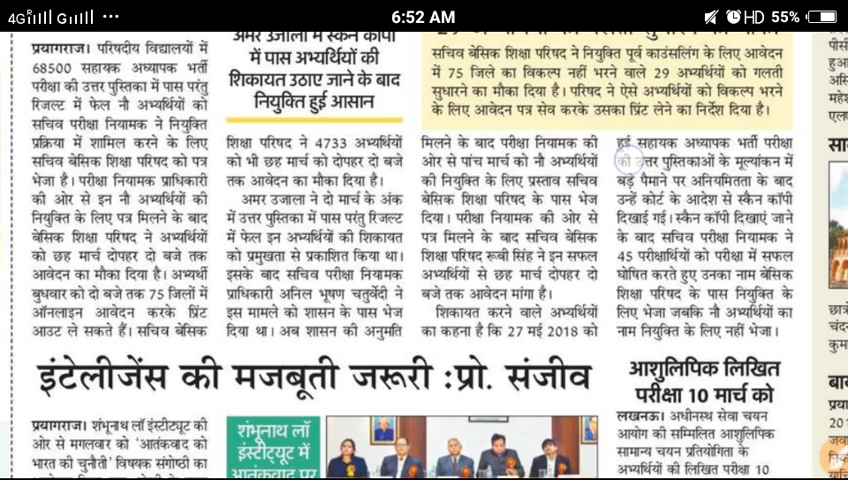 4G 4G ... 6:52 AM HD 55%
अमर उजाला में स्कैन कॉपी
में पास अभ्यर्थियों की
शिकायत उठाए जाने के बाद
नियुक्ति हुई आसान
सचिव बेसिक शिक्षा परिषद ने नियुक्ति पूर्व काउंसलिंग के लिए आवेदन
में 75 जिले का विकल्प नहीं भरने वाले 29 अभ्यर्थियों को गलती
सुधारने का मौका दिया है। परिषद ने ऐसे अभ्यर्थियों को विकल्प भरने
के लिए आवेदन पत्र सेव करके उसका प्रिंट लेने का निर्देश दिया है।
प्रयागराज। परिषदीय विद्यालयों में
68500 सहायक अध्यापक भर्ती
परीक्षा की उत्तर पुस्तिका में पास परंतु
रिजल्ट में फेल नौ अभ्यर्थियों को
सचिव परीक्षा नियामक ने नियुक्ति
प्रक्रिया में शामिल करने के लिए
सचिव बेसिक शिक्षा परिषद को पत्र
भेजा है। परीक्षा नियामक प्राधिकारी
की ओर से इन नौ अभ्यर्थियों की
नियुक्ति के लिए पत्र मिलने के बाद
बेसिक शिक्षा परिषद ने अभ्यर्थियों
को छह मार्च दोपहर दो बजे तक
आवेदन का मौका दिया है। अभ्यर्थी
बुधवार को दो बजे तक 75 जिलों में
ऑनलाइन आवेदन करके प्रिंट
आउट ले सकते हैं। सचिव बेसिक
शिक्षा परिषद ने 4733 अभ्यर्थियों
को भी छह मार्च को दोपहर दो बजे
तक आवेदन का मौका दिया है।
अमर उजाला ने दो मार्च के अंक
में उत्तर पुस्तिका में पास परंतु रिजल्ट
में फेल इन अभ्यर्थियों की शिकायत
को प्रमुखता से प्रकाशित किया था।
इसके बाद सचिव परीक्षा नियामक
प्राधिकारी अनिल भूषण चतुर्वेदी ने
इस मामले को शासन के पास भेज
दिया था। अब शासन की अनुमति
मिलने के बाद परीक्षा नियामक की
ओर से पांच मार्च को नौ अभ्यर्थियों
की नियुक्ति के लिए प्रस्ताव सचिव
बेसिक शिक्षा परिषद के पास भेज
दिया। परीक्षा नियामक की ओर से
पत्र मिलने के बाद सचिव बेसिक
शिक्षा परिषद रूबी सिंह ने इन सफल
अभ्यर्थियों से छह मार्च दोपहर दो
बजे तक आवेदन मांगा है।
शिकायत करने वाले अभ्यर्थियों
का कहना है कि 27 मई 2018 को
हुई सहायक अध्यापक भर्ती परीक्षा
की उत्तर पुस्तिकाओं के मूल्यांकन में
बड़े पैमाने पर अनियमितता के बाद
उन्हें कोर्ट के आदेश से स्कैन कॉपी
दिखाई गई। स्कैन कॉपी दिखाएं जाने
के बाद सचिव परीक्षा नियामक ने
45 परीक्षार्थियों को परीक्षा में सफल
घोषित करते हुए उनका नाम बेसिक
शिक्षा परिषद के पास नियुक्ति के
लिए भेजा जबकि नौ अभ्यर्थियों का
नाम नियुक्ति के लिए नहीं भेजा।
इंटेलीजेंस की मजबूती जरूरी :प्रो. संजीव
प्रयागराज। शंभूनाथ लॉ इंस्टीट्यूट की
ओर से मगलवार को 'आतंकवाद को
भारत की चुनौती' विषयक संगोष्ठी का
शंभूनाथ लॉ
इंस्टीट्यूट में
आतंकवाद पर
आशुलिपिक लिखित
परीक्षा 10 मार्च को
लखनऊ। अधीनस्थ सेवा चयन
आयोग की सम्मिलित आशुलिपिक
सामान्य चयन प्रतियोगिता के
अभ्यर्थियों की लिखित परीक्षा 10